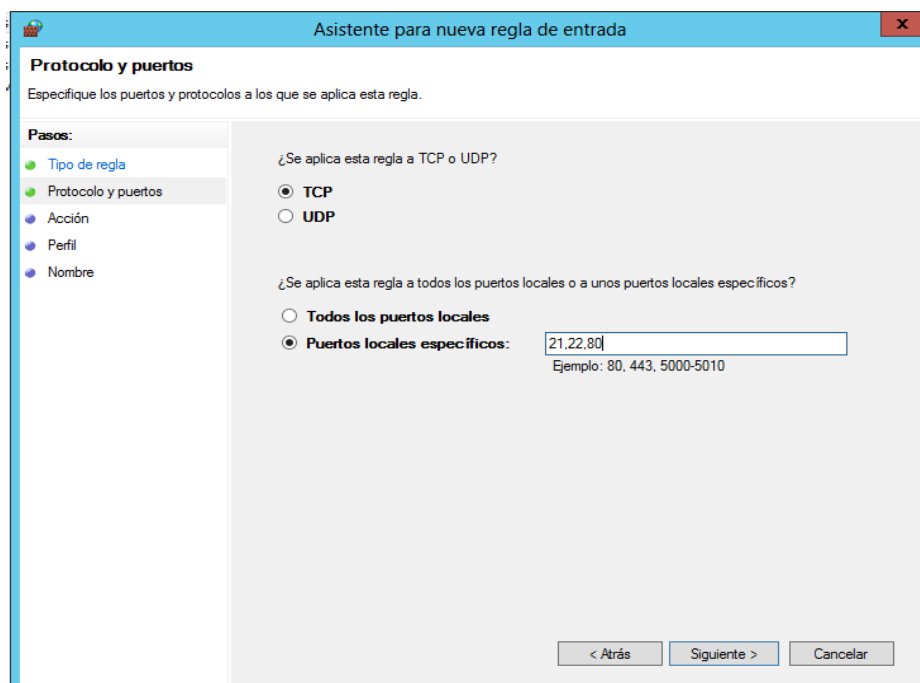 Asistente para nueva regla de entrada
x
Protocolo y puertos
Especifique los puertos y protocolos a los que se aplica esta regla.
Pasos:
Tipo de regla
Protocolo y puertos
Acción
Perfil
Nombre
¿Se aplica esta regla a TCP o UDP?
TCP
UDP
¿Se aplica esta regla a todos los puertos locales o a unos puertos locales específicos?
Todos los puertos locales
Puertos locales específicos: 21,22,80
Ejemplo: 80, 443, 5000-5010
< Atrás Siguiente > Cancelar